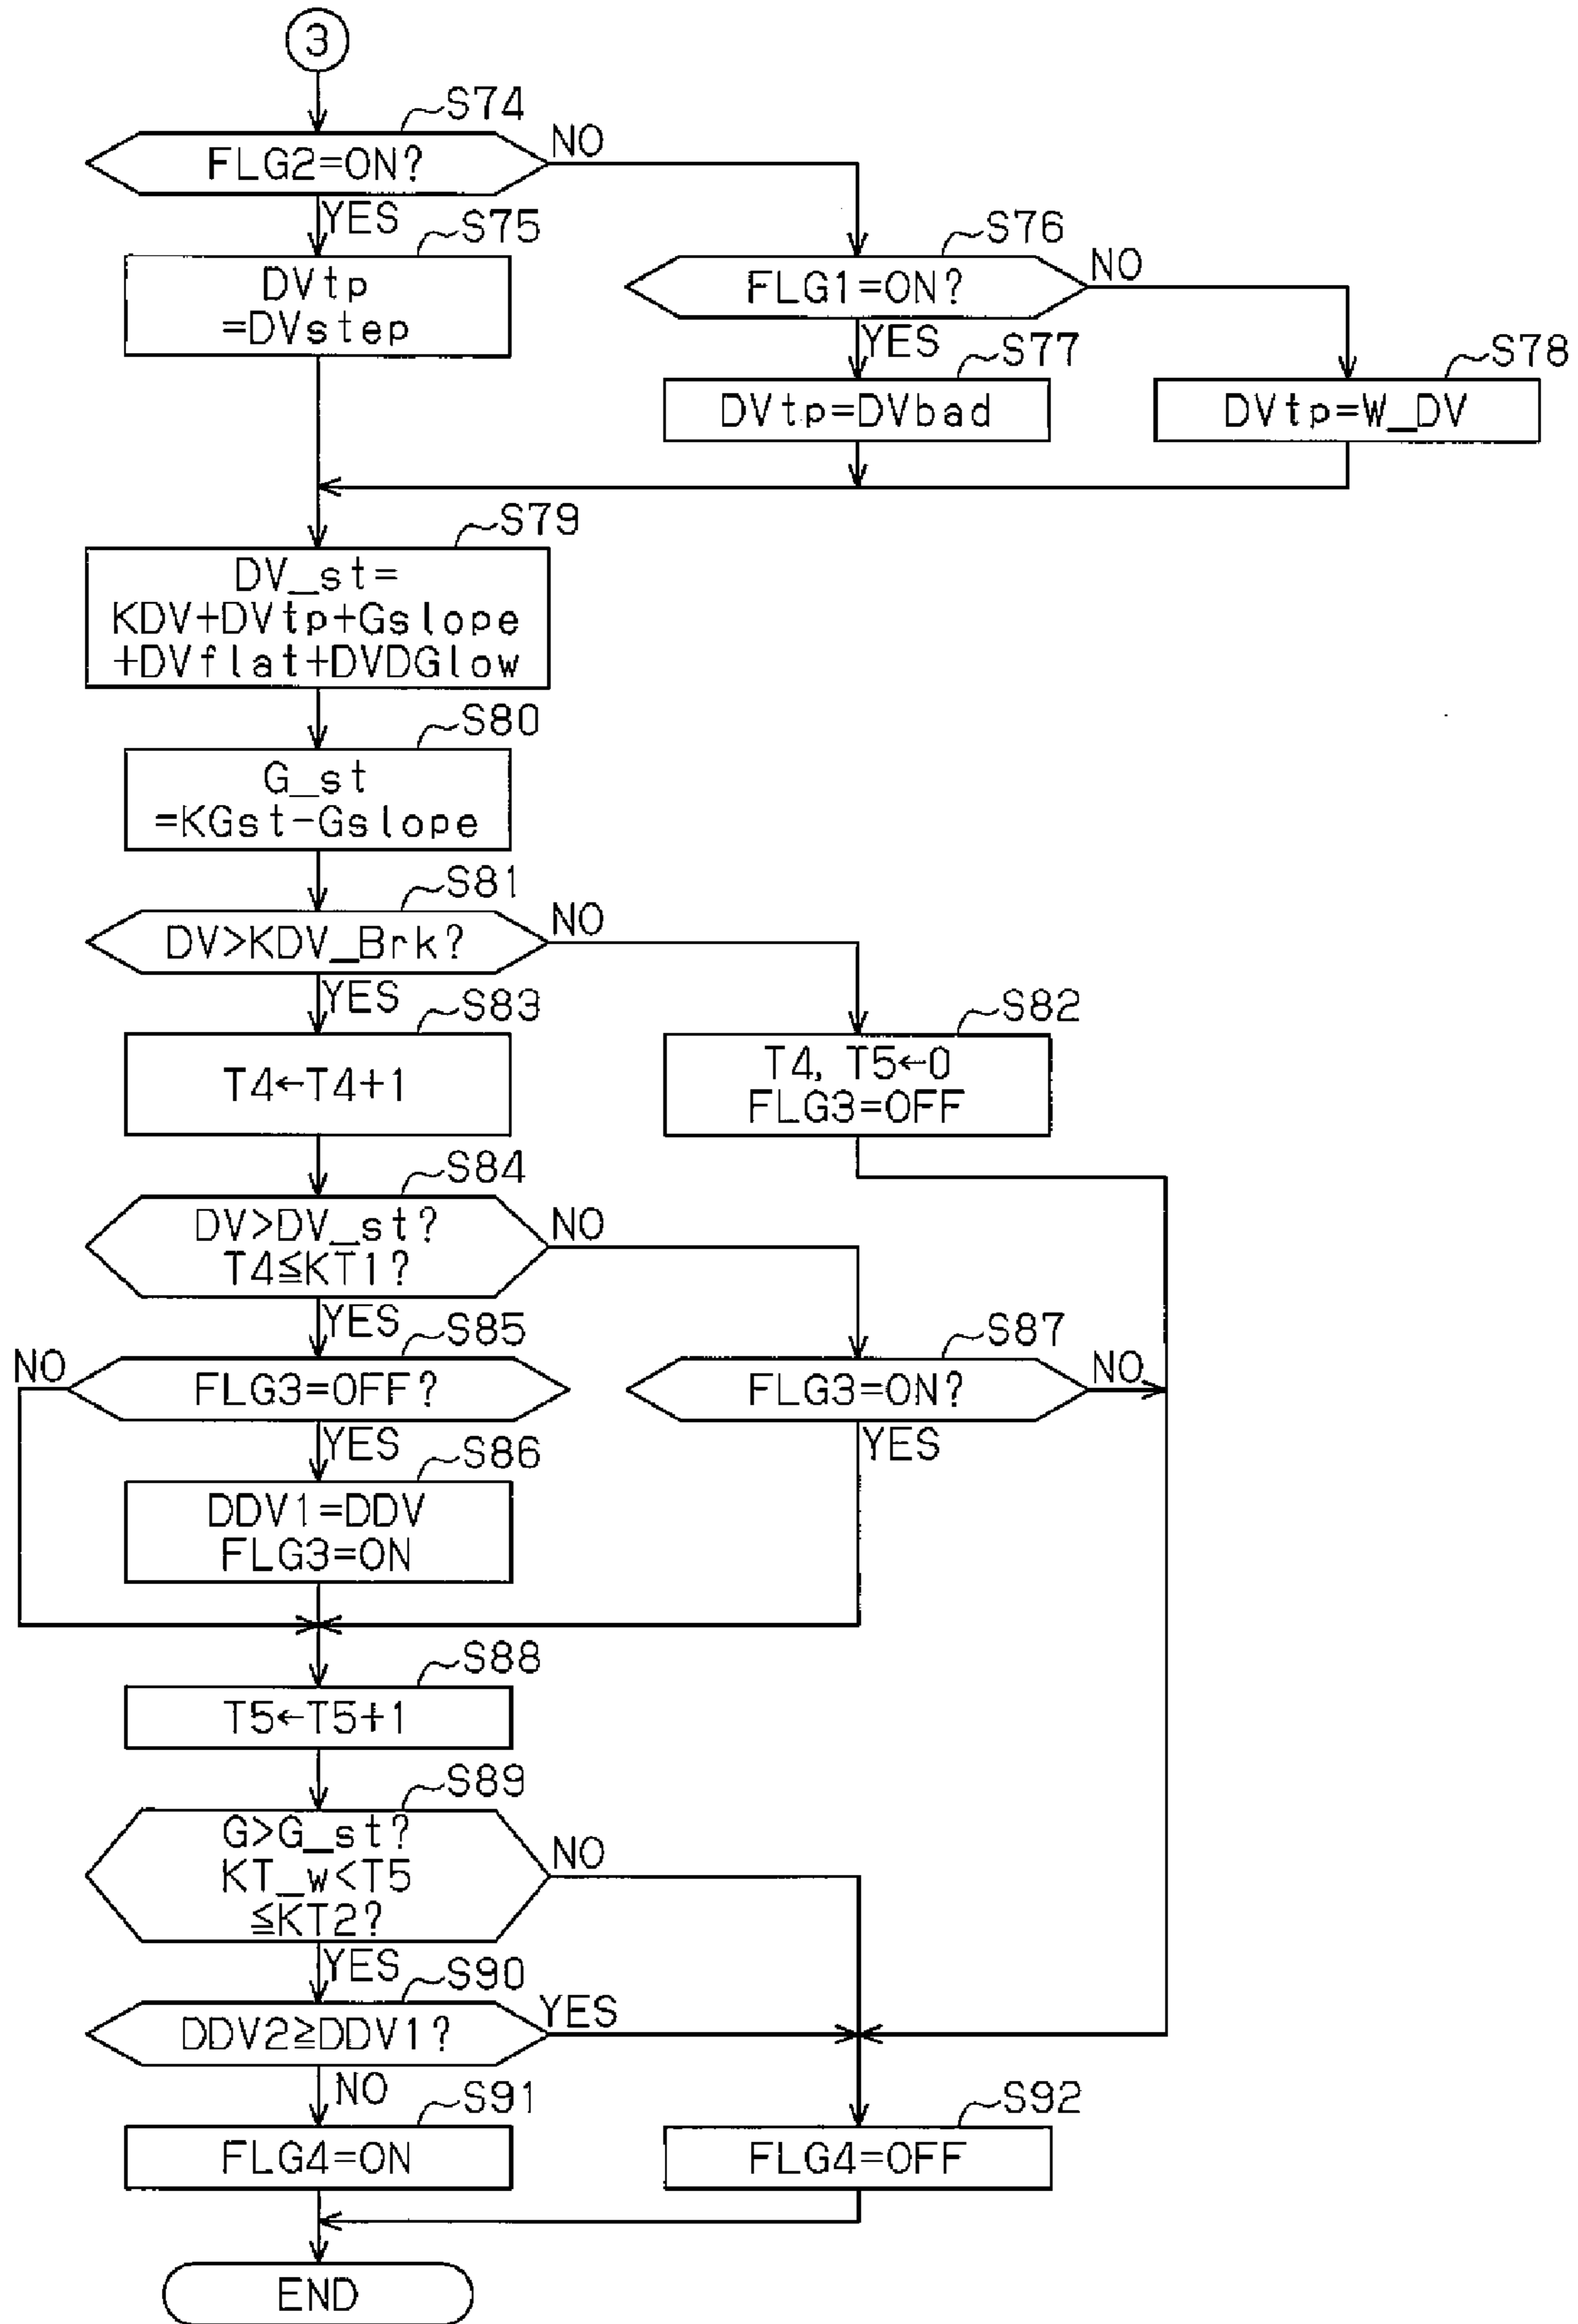 3
S74
FLG2=ON?
NO
YES
S75
DVtp
=DVstep
S76
FLG1=ON?
NO
YES
S77
DVtp=DVbad
S78
DVtp=W_DV
S79
DV_st=
KDV+DVtp+Gslope
+DVflat+DVDGlow
S80
G_st
=KGst-Gslope
S81
DV>KDV_Brk?
NO
YES
S83
T4←T4+1
S82
T4, T5←0
FLG3=OFF
S84
DV>DV_st?
T4≦KT1?
NO
YES
S85
NO
FLG3=OFF?
YES
S87
FLG3=ON?
NO
YES
S86
DDV1=DDV
FLG3=ON
S88
T5←T5+1
S89
G>G_st?
KT_w<T5
≦KT2?
NO
YES
S90
DDV2≧DDV1?
YES
NO
S91
FLG4=ON
S92
FLG4=OFF
END